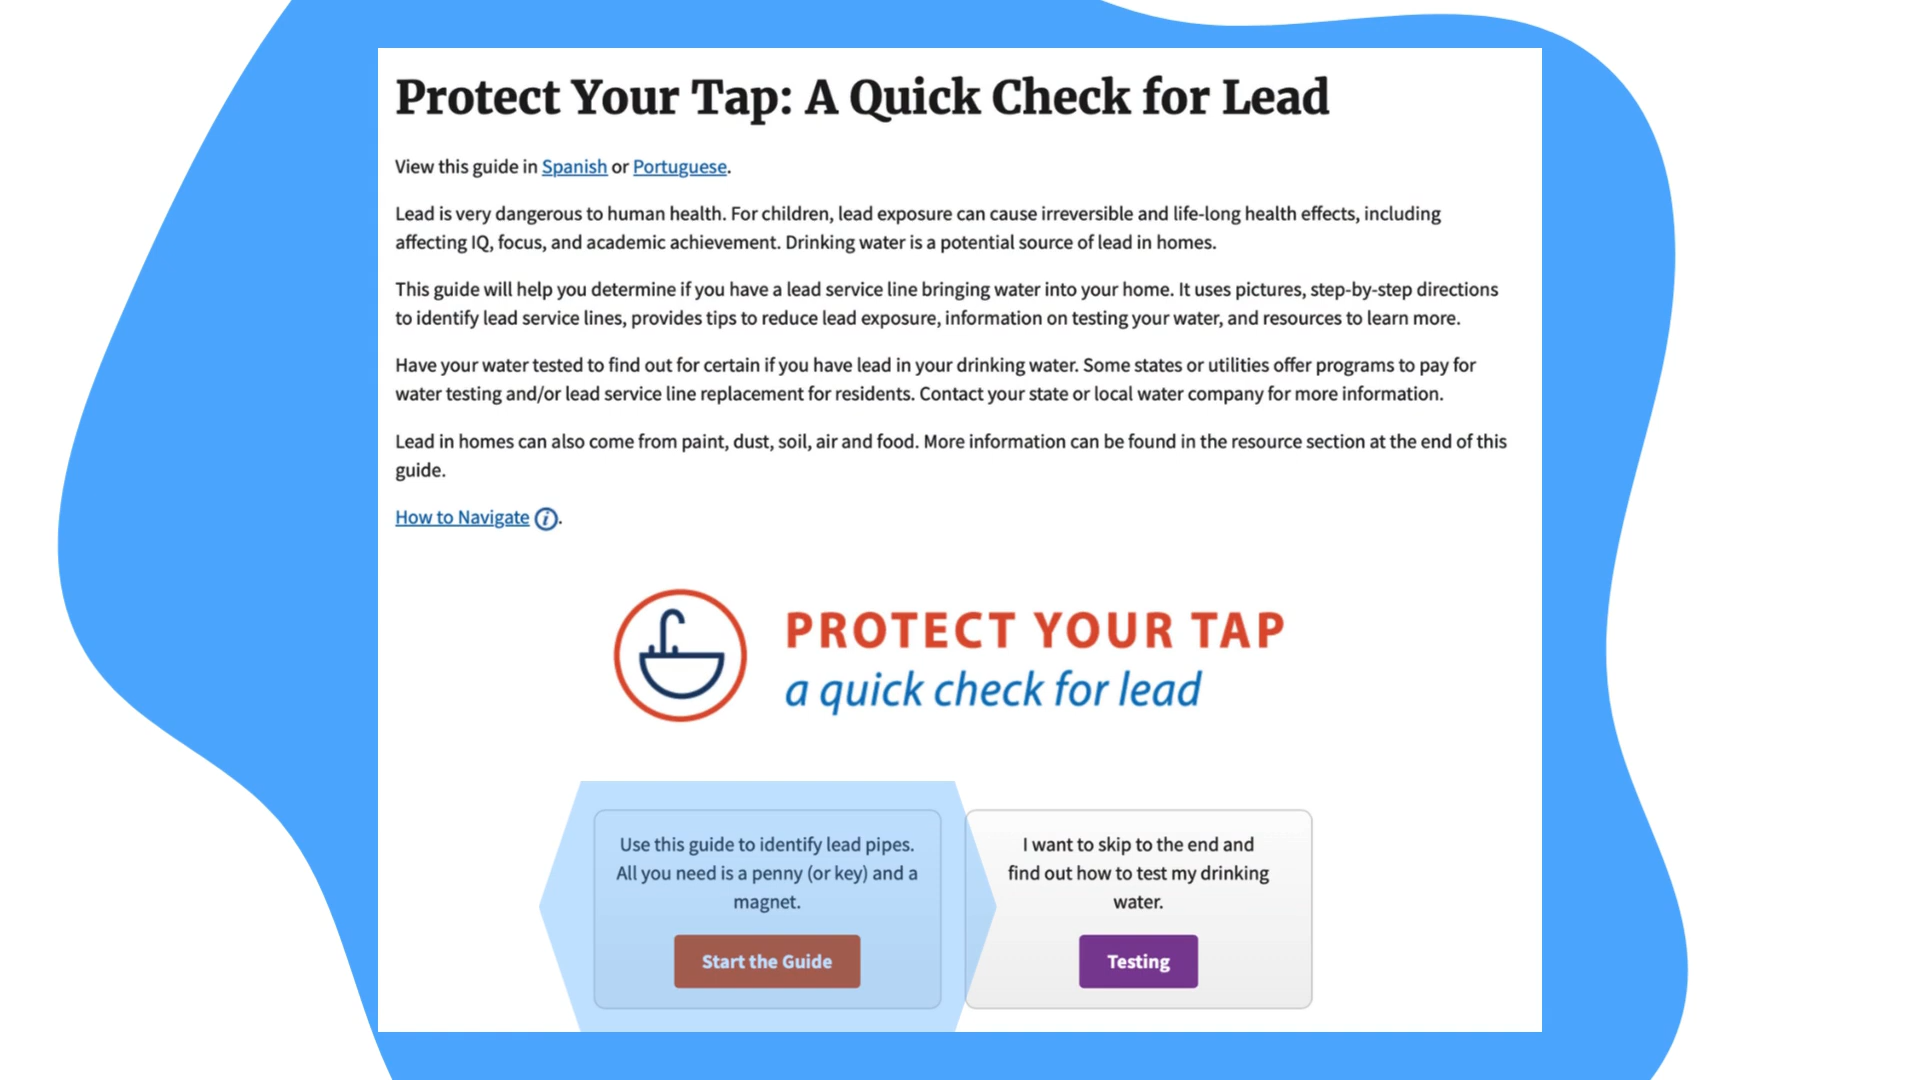 Protect Your Tap: A Quick Check for Lead
View this guide in Spanish or Portuguese.
Lead is very dangerous to human health. For children, lead exposure can cause irreversible and life-long health effects, including
affecting IQ, focus, and academic achievement. Drinking water is a potential source of lead in homes.
This guide will help you determine if you have a lead service line bringing water into your home. It uses pictures, step-by-step directions
to identify lead service lines, provides tips to reduce lead exposure, information on testing your water, and resources to learn more.
Have your water tested to find out for certain if you have lead in your drinking water. Some states or utilities offer programs to pay for
water testing and/or lead service line replacement for residents. Contact your state or local water company for more information.
Lead in homes can also come from paint, dust, soil, air and food. More information can be found in the resource section at the end of this
guide.
How to Navigate i.
PROTECT YOUR TAP
a quick check for lead
Use this guide to identify lead pipes.
All you need is a penny (or key) and a
magnet.
Start the Guide
I want to skip to the end and
find out how to test my drinking
water.
Testing